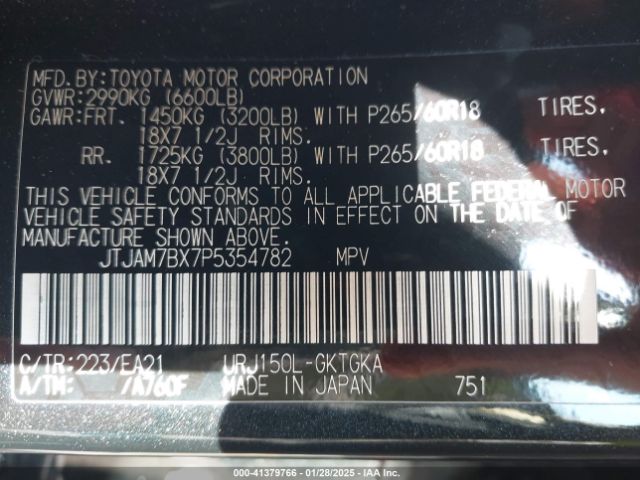 MFD. BY: TOYOTA MOTOR CORPORATION
GVWR: 2990KG (6600LB)
GAWR: FRT. 1450KG (3200LB) WITH P265/60R18 TIRES.
18X7 1/2J RIMS.
RR. 1725KG (3800LB) WITH P265/60R18 TIRES.
18X7 1/2J RIMS.
THIS VEHICLE CONFORMS TO ALL APPLICABLE FEDERAL MOTOR
VEHICLE SAFETY STANDARDS IN EFFECT ON THE DATE OF
MANUFACTURE SHOWN ABOVE.
JTJAM7BX7P5354782 MPV
C/TR: 223/EA21 URJ150L-GKTGKA
A/TM: /A760F MADE IN JAPAN 751
000-41379766 | 01/28/2025 | IAA Inc.